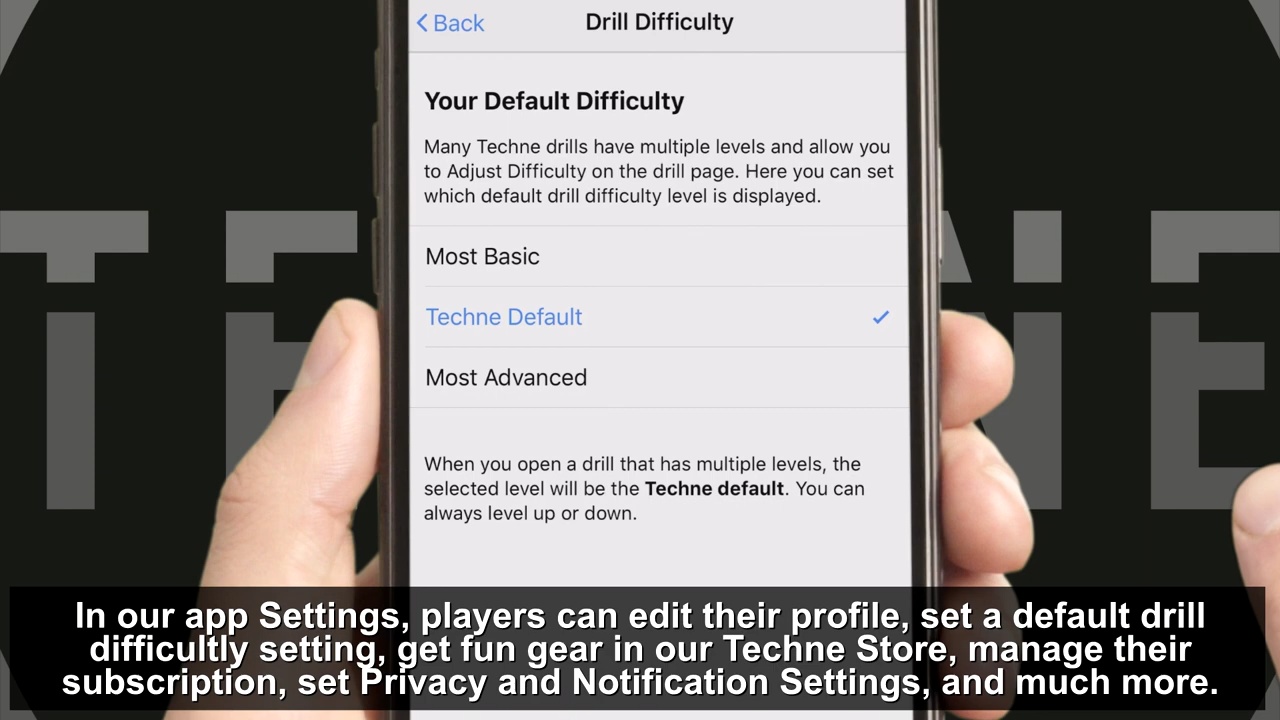 Back
Drill Difficulty
Your Default Difficulty
Many Techne drills have multiple levels and allow you
to Adjust Difficulty on the drill page. Here you can set
which default drill difficulty level is displayed.
Most Basic
Techne Default
Most Advanced
When you open a drill that has multiple levels, the
selected level will be the Techne default. You can
always level up or down.
In our app Settings, players can edit their profile, set a default drill
difficultly setting, get fun gear in our Techne Store, manage their
subscription, set Privacy and Notification Settings, and much more.